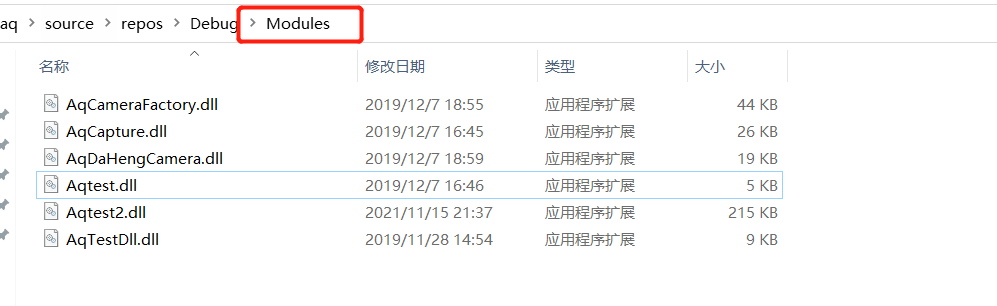 aq > source > repos > Debug > Modules
名称 修改日期 类型 大小
AqCameraFactory.dll 2019/12/7 18:55 应用程序扩展 44 KB
AqCapture.dll 2019/12/7 16:45 应用程序扩展 26 KB
AqDaHengCamera.dll 2019/12/7 18:59 应用程序扩展 19 KB
Aqtest.dll 2019/12/7 16:46 应用程序扩展 5 KB
Aqtest2.dll 2021/11/15 21:37 应用程序扩展 215 KB
AqTestDll.dll 2019/11/28 14:54 应用程序扩展 9 KB